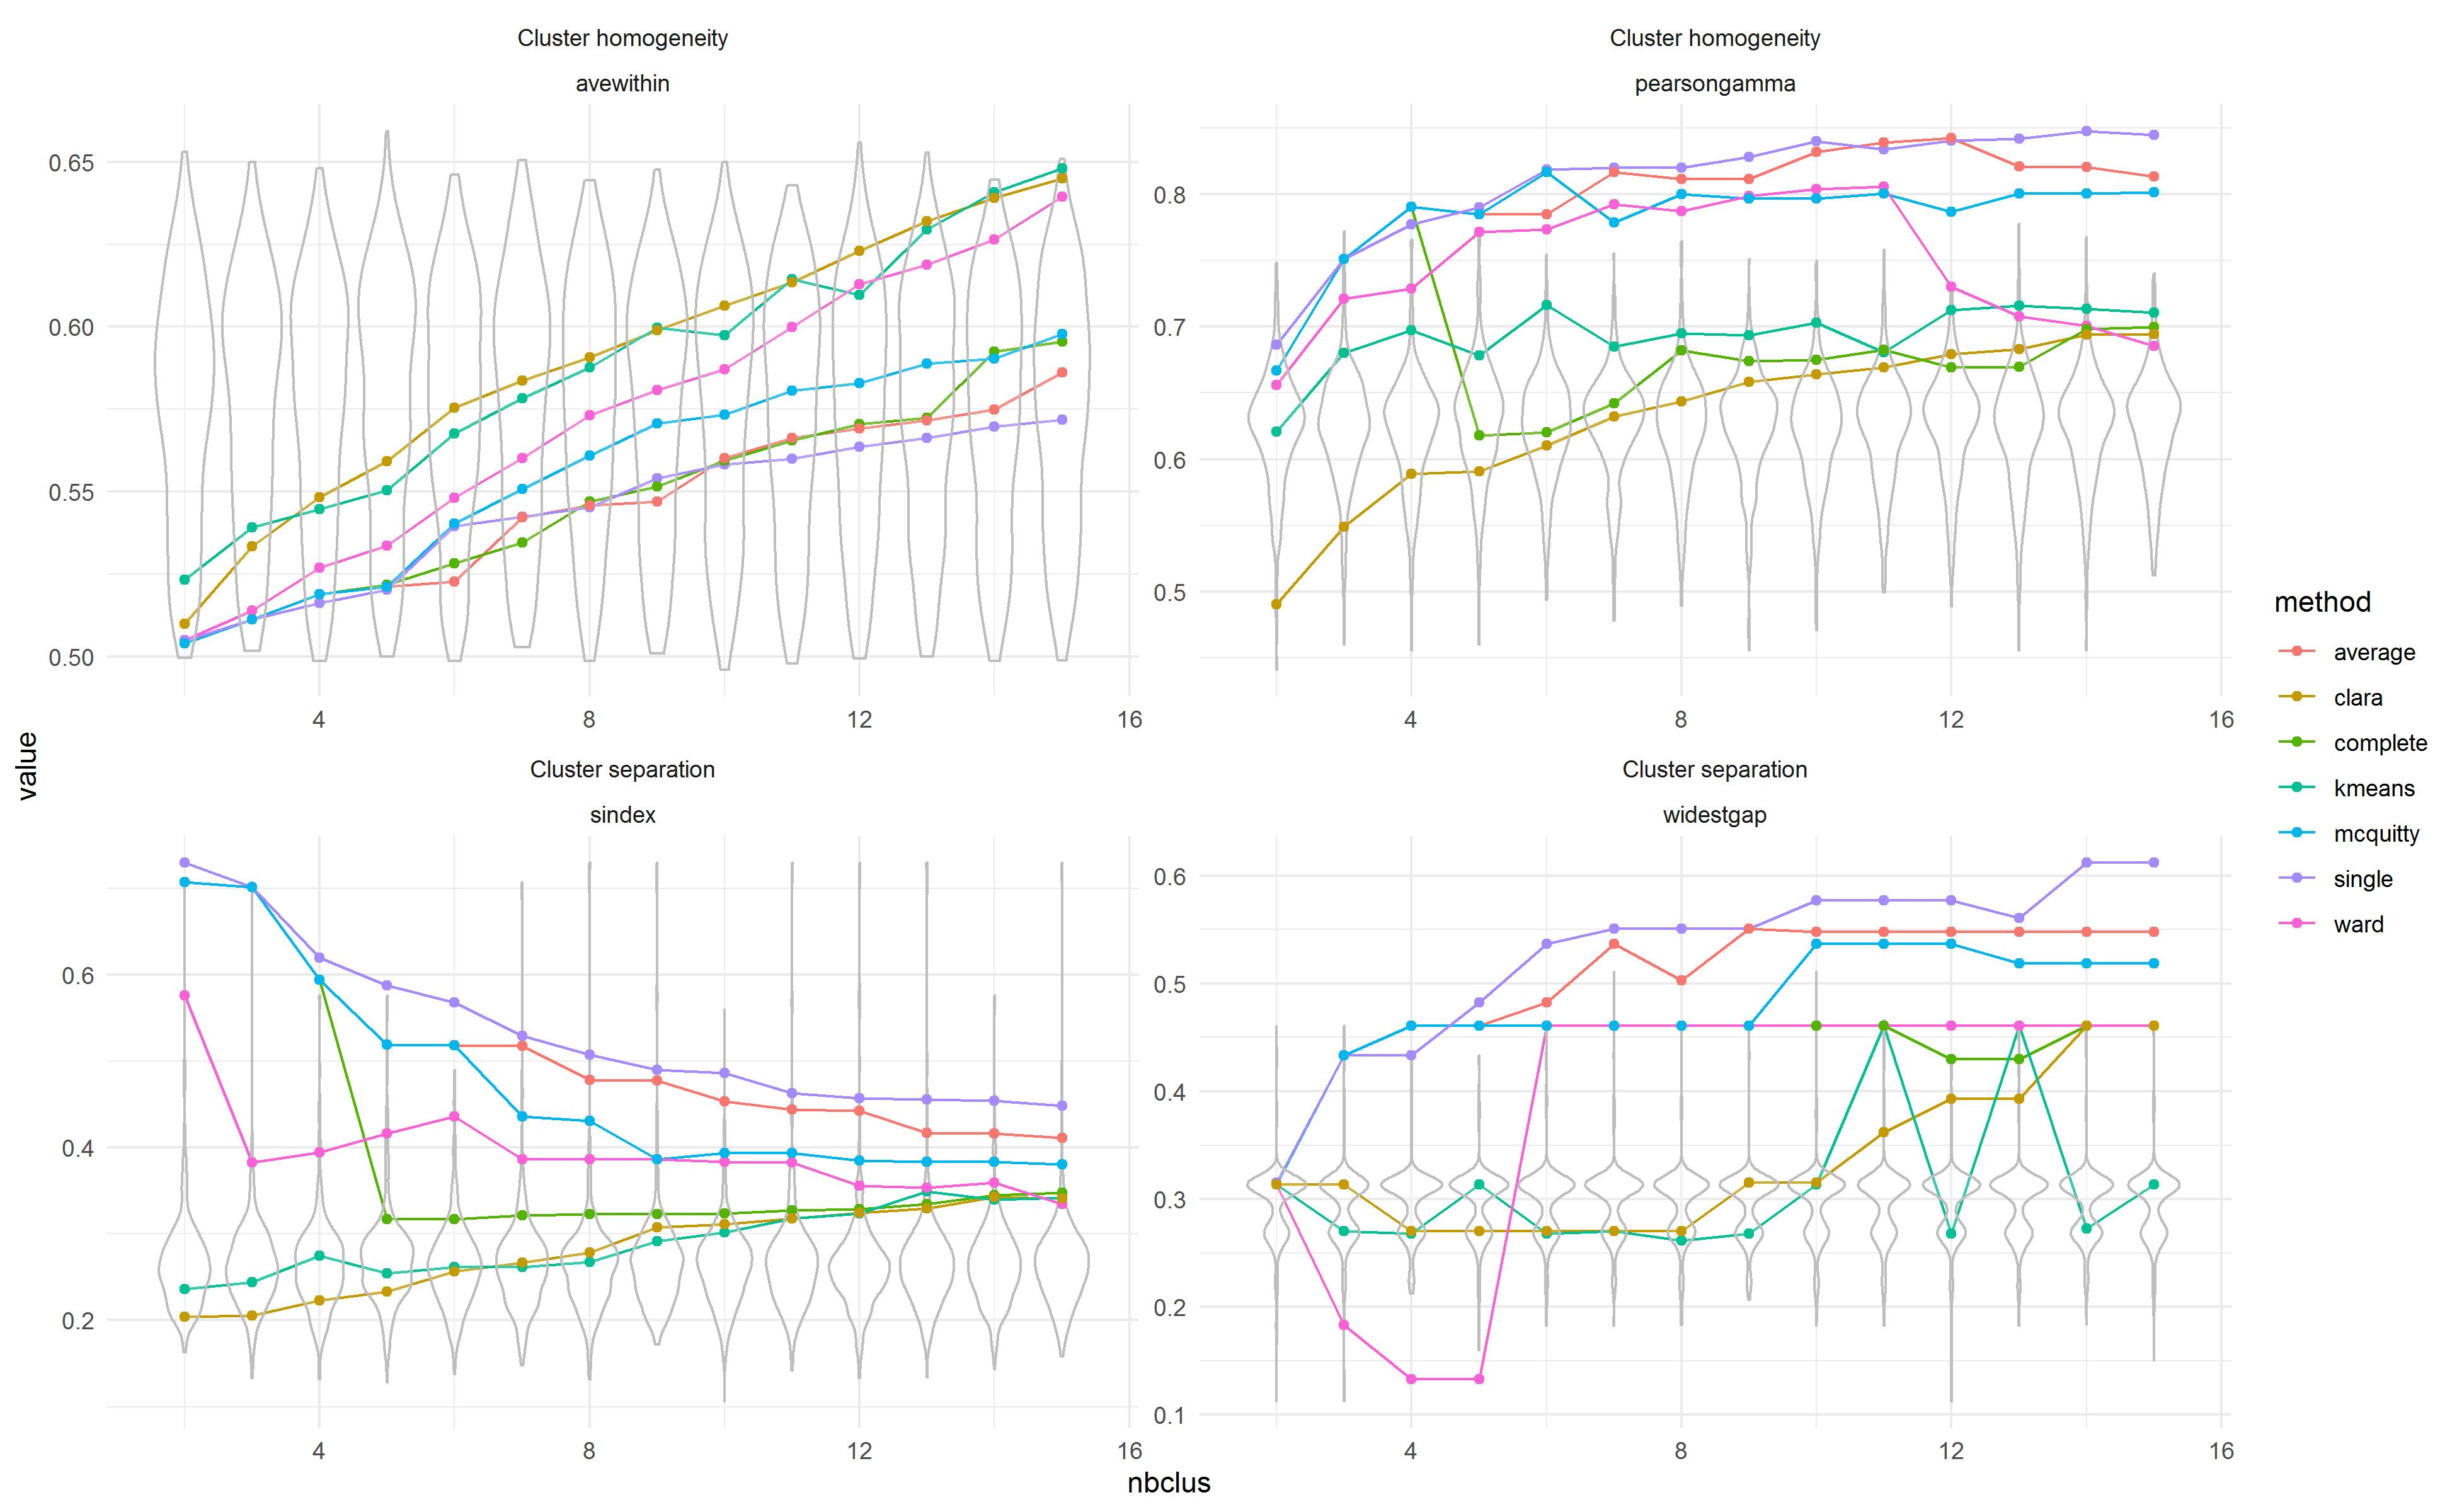 Cluster homogeneity
avewithin
0.65
0.60
0.55
0.50
4
8
12
16
Cluster homogeneity
pearsongamma
0.8
0.7
0.6
0.5
4
8
12
16
Cluster separation
sindex
0.6
0.4
0.2
4
8
12
16
Cluster separation
widestgap
0.6
0.5
0.4
0.3
0.2
0.1
4
8
12
16
value
nbclus
method
average
clara
complete
kmeans
mcquitty
single
ward